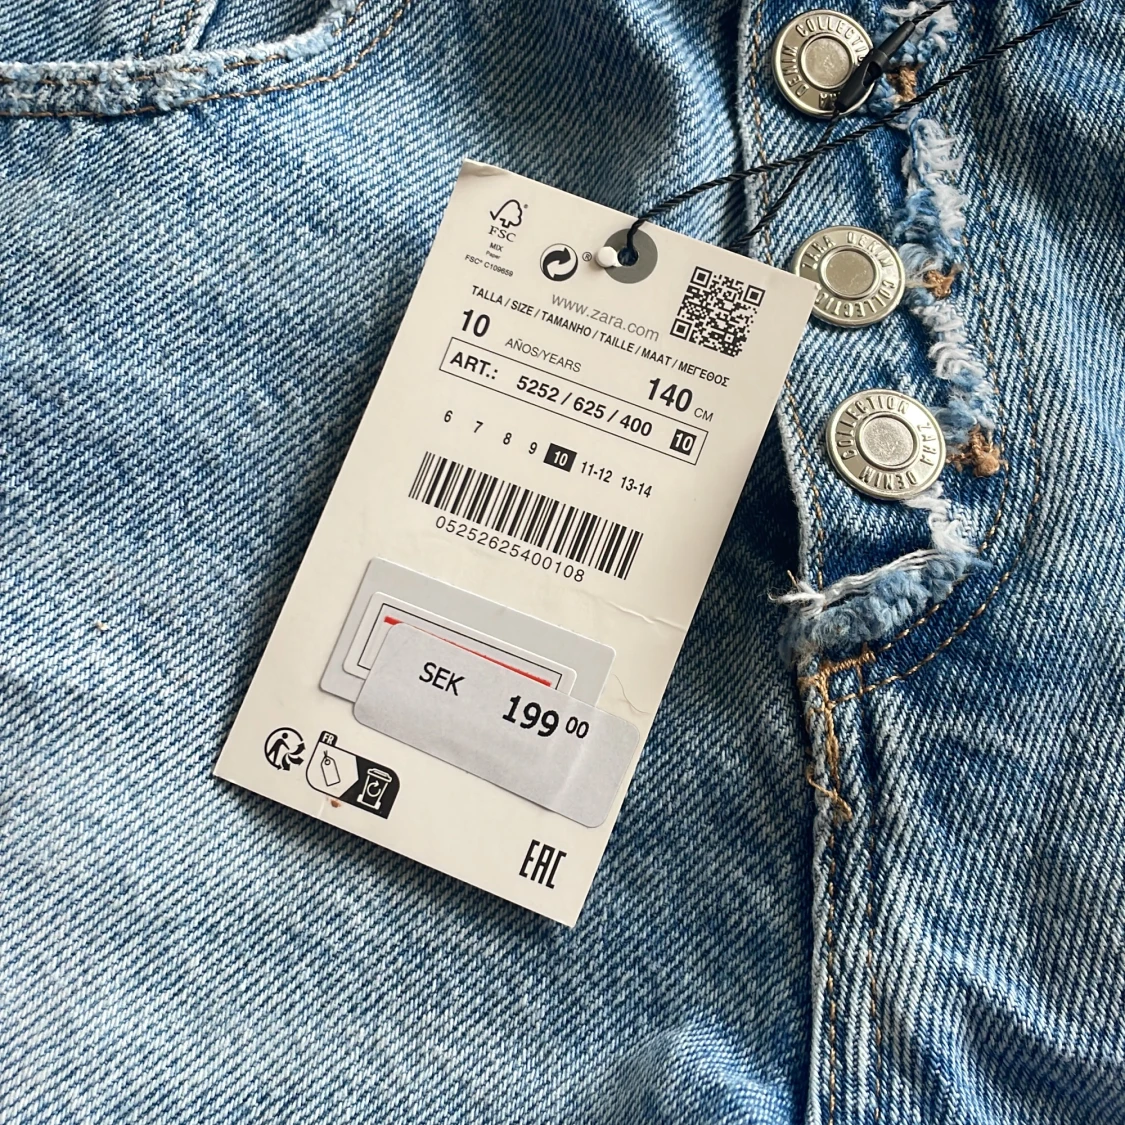 DENIM COLLECTION ZARA
FSC
MIX
Paper
FSC® C109659
®
www.zara.com
TALLA / SIZE / TAMANHO / TAILLE / MAAT / ΜΕΓΕΘΟΣ
10 AÑOS/YEARS 140 CM
ART.: 5252 / 625 / 400 10
6 7 8 9 10 11-12 13-14
05252625400108
SEK 199 00
FR
EAC
ZARA DENIM COLLECTION
COLLECTION ZARA DENIM